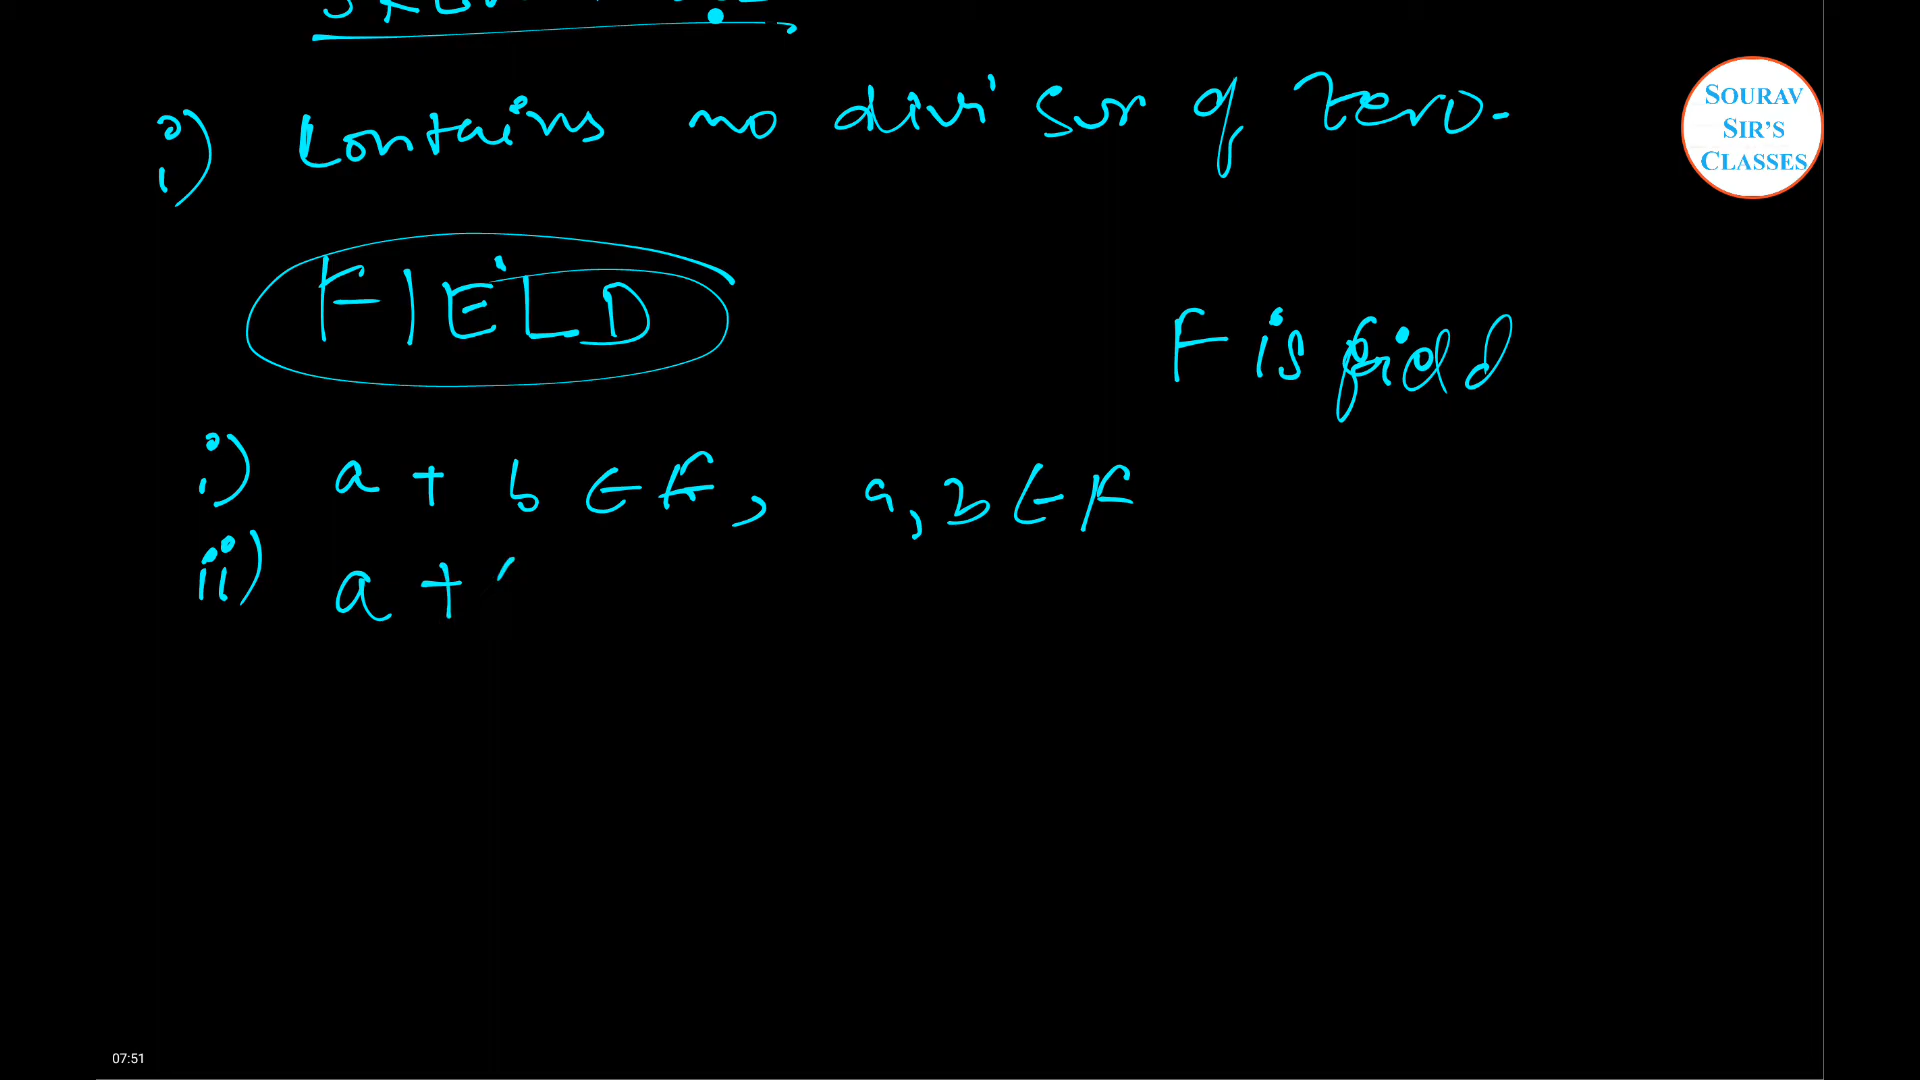 i) Contains no divisor of zero.
SOURAV
SIR'S
CLASSES
FIELD
F is field
i) a + b ∈ F, a, b ∈ F
ii) a + (
07:51